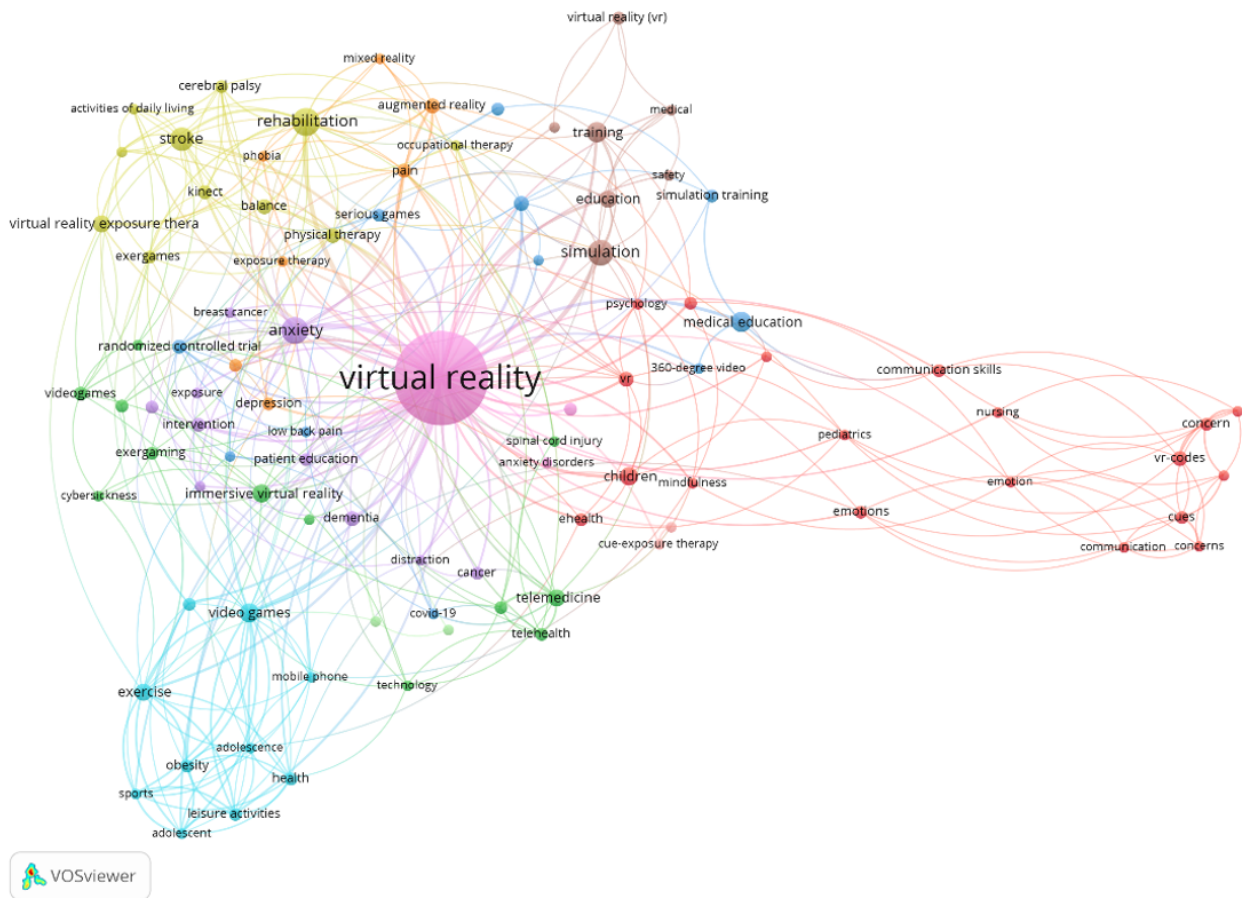 virtual reality (vr)
mixed reality
cerebral palsy
activities of daily living
augmented reality
medical
rehabilitation
training
stroke
occupational therapy
phobia
pain
safety
kinect
simulation training
education
balance
serious games
virtual reality exposure thera
physical therapy
exergames
simulation
exposure therapy
psychology
breast cancer
medical education
anxiety
randomized controlled trial
360-degree video
communication skills
virtual reality
vr
videogames
exposure
depression
nursing
intervention
concern
low back pain
pediatrics
spinal cord injury
exergaming
patient education
anxiety disorders
vr-codes
children
mindfulness
emotion
cybersickness
immersive virtual reality
emotions
cues
dementia
ehealth
cue-exposure therapy
communication
concerns
distraction
cancer
telemedicine
video games
covid-19
telehealth
mobile phone
technology
exercise
adolescence
obesity
health
sports
leisure activities
adolescent
VOSviewer